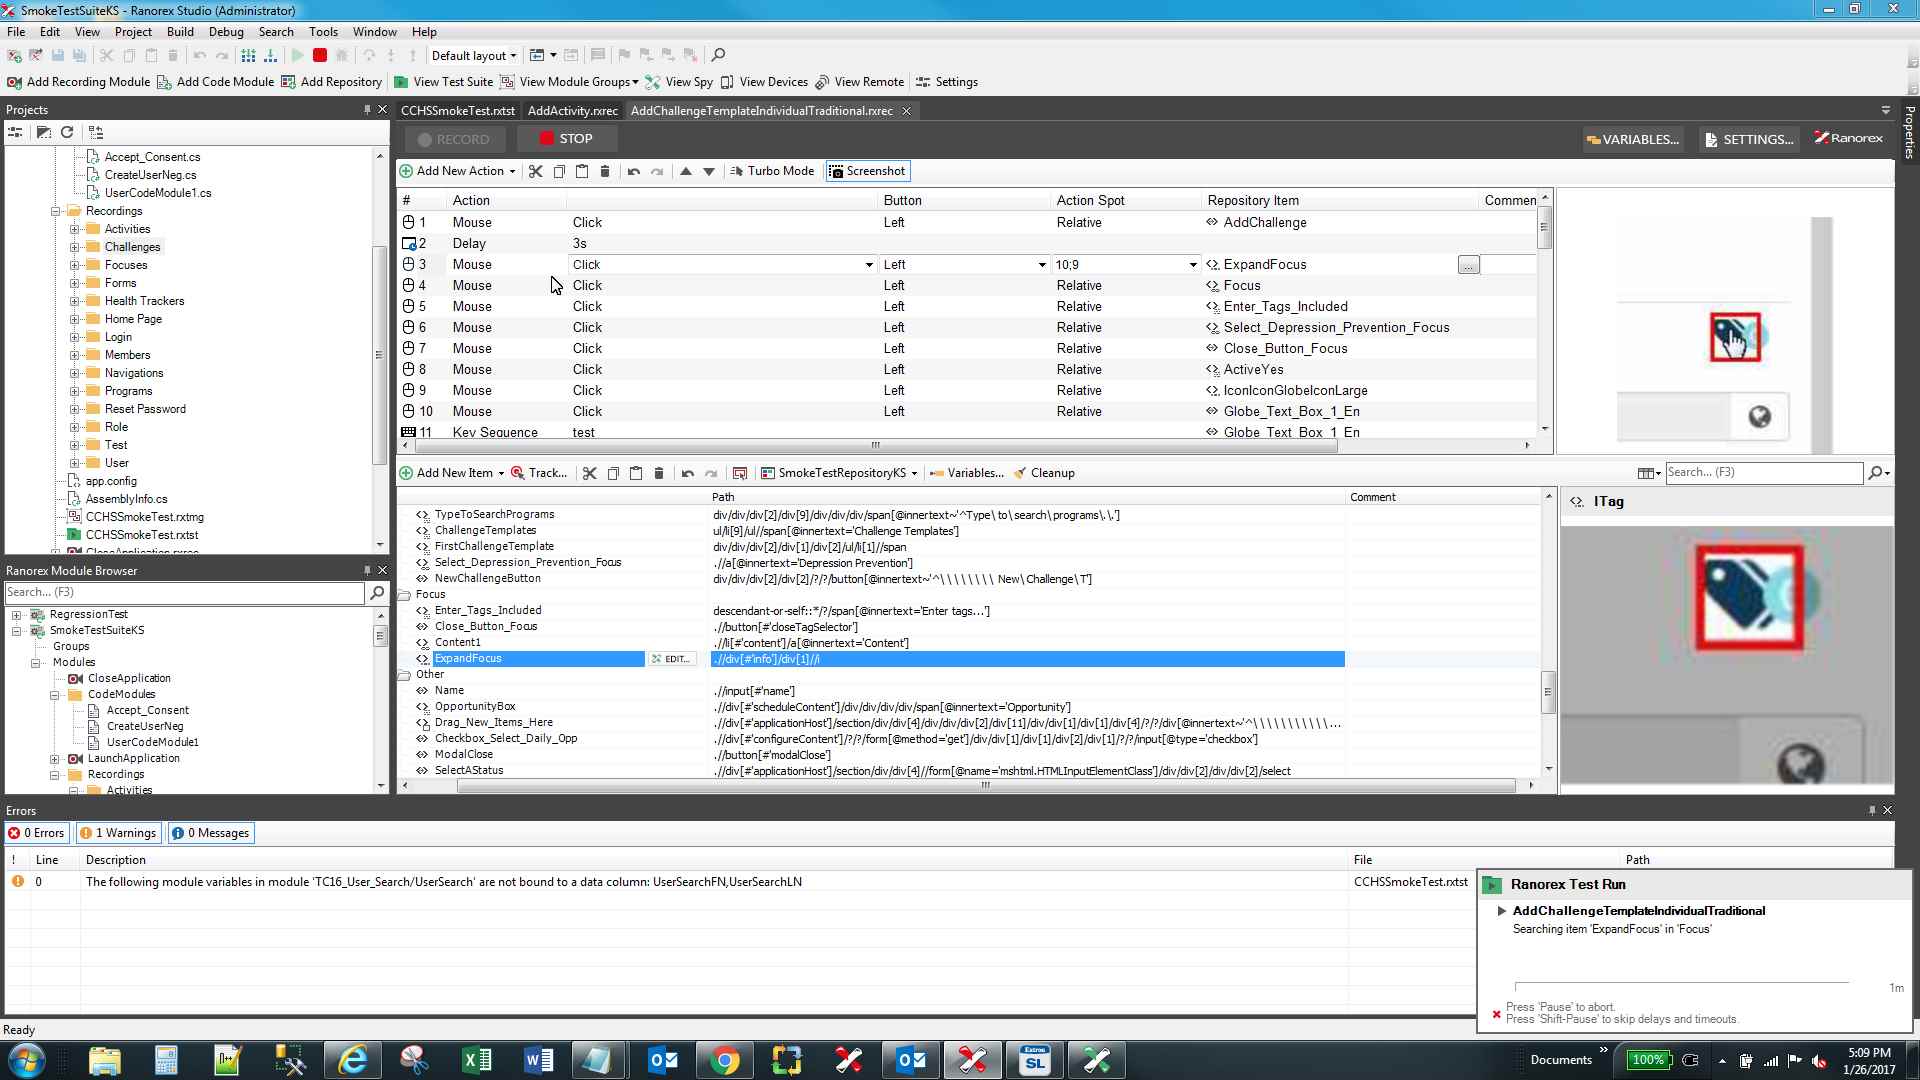 SmokeTestSuiteKS - Ranorex Studio (Administrator)
File Edit View Project Build Debug Search Tools Window Help
Default layout
Add Recording Module Add Code Module Add Repository View Test Suite View Module Groups View Spy View Devices View Remote Settings
Projects
CCHSSmokeTest.rxtst AddActivity.rxrec AddChallengeTemplateIndividualTraditional.rxrec
Properties
RECORD STOP VARIABLES... SETTINGS... Ranorex
Accept_Consent.cs
CreateUserNeg.cs
UserCodeModule1.cs
Recordings
Activities
Challenges
Focuses
Forms
Health Trackers
Home Page
Login
Members
Navigations
Programs
Reset Password
Role
Test
User
app.config
AssemblyInfo.cs
CCHSSmokeTest.rxtmg
CCHSSmokeTest.rxtst
CloseApplication.rxrec
Add New Action Turbo Mode Screenshot
# Action Button Action Spot Repository Item Commen
1 Mouse Click Left Relative AddChallenge
2 Delay 3s
3 Mouse Click Left 10;9 ExpandFocus ...
4 Mouse Click Left Relative Focus
5 Mouse Click Left Relative Enter_Tags_Included
6 Mouse Click Left Relative Select_Depression_Prevention_Focus
7 Mouse Click Left Relative Close_Button_Focus
8 Mouse Click Left Relative ActiveYes
9 Mouse Click Left Relative IconIconGlobeIconLarge
10 Mouse Click Left Relative Globe_Text_Box_1_En
11 Key Sequence test Globe_Text_Box_1_En
Add New Item Track... SmokeTestRepositoryKS Variables... Cleanup Search... (F3)
Path Comment
TypeToSearchPrograms div/div/div[2]/div[9]/div/div/div/span[@innertext~'^Type\ to\ search\ programs\.\.']
ChallengeTemplates ul/li[9]/ul//span[@innertext='Challenge Templates']
FirstChallengeTemplate div/div/div[2]/div[1]/div[2]/ul/li[1]//span
Select_Depression_Prevention_Focus .//a[@innertext='Depression Prevention']
NewChallengeButton div/div/div[2]/div[2]/?/?/button[@innertext~'^\ \ \ \ \ \ \ \ New\ Challenge\ T']
Focus
Enter_Tags_Included descendant-or-self::*/?/span[@innertext='Enter tags...']
Close_Button_Focus .//button[#'closeTagSelector']
Content1 .//li[#'content']/a[@innertext='Content']
ExpandFocus EDIT... .//div[#'info']/div[1]//i
Other
Name .//input[#'name']
OpportunityBox .//div[#'scheduleContent']/div/div/div/div/span[@innertext='Opportunity']
Drag_New_Items_Here .//div[#'applicationHost']/section/div/div[4]/div/div/div[2]/div[11]/div/div[1]/div[1]/div[4]/?/?/div[@innertext~'^\ \ \ \ \ \ \ \ \ \ \ ...
Checkbox_Select_Daily_Opp .//div[#'configureContent']/?/?/form[@method='get']/div/div[1]/div[1]/div[2]/div[1]/?/?/input[@type='checkbox']
ModalClose .//button[#'modalClose']
SelectAStatus .//div[#'applicationHost']/section/div/div[4]//form[@name='mshtml.HTMLInputElementClass']/div/div[2]/div/div[2]/select
ITag
Ranorex Module Browser
Search... (F3)
RegressionTest
SmokeTestSuiteKS
Groups
Modules
CloseApplication
CodeModules
Accept_Consent
CreateUserNeg
UserCodeModule1
LaunchApplication
Recordings
Activities
Errors
0 Errors 1 Warnings 0 Messages
! Line Description File Path
0 The following module variables in module 'TC16_User_Search/UserSearch' are not bound to a data column: UserSearchFN,UserSearchLN CCHSSmokeTest.rxtst
Ranorex Test Run
AddChallengeTemplateIndividualTraditional
Searching item 'ExpandFocus' in 'Focus'
1m
Press 'Pause' to abort.
Press 'Shift-Pause' to skip delays and timeouts.
Ready
Extron
SL
Documents » 100% 5:09 PM
1/26/2017